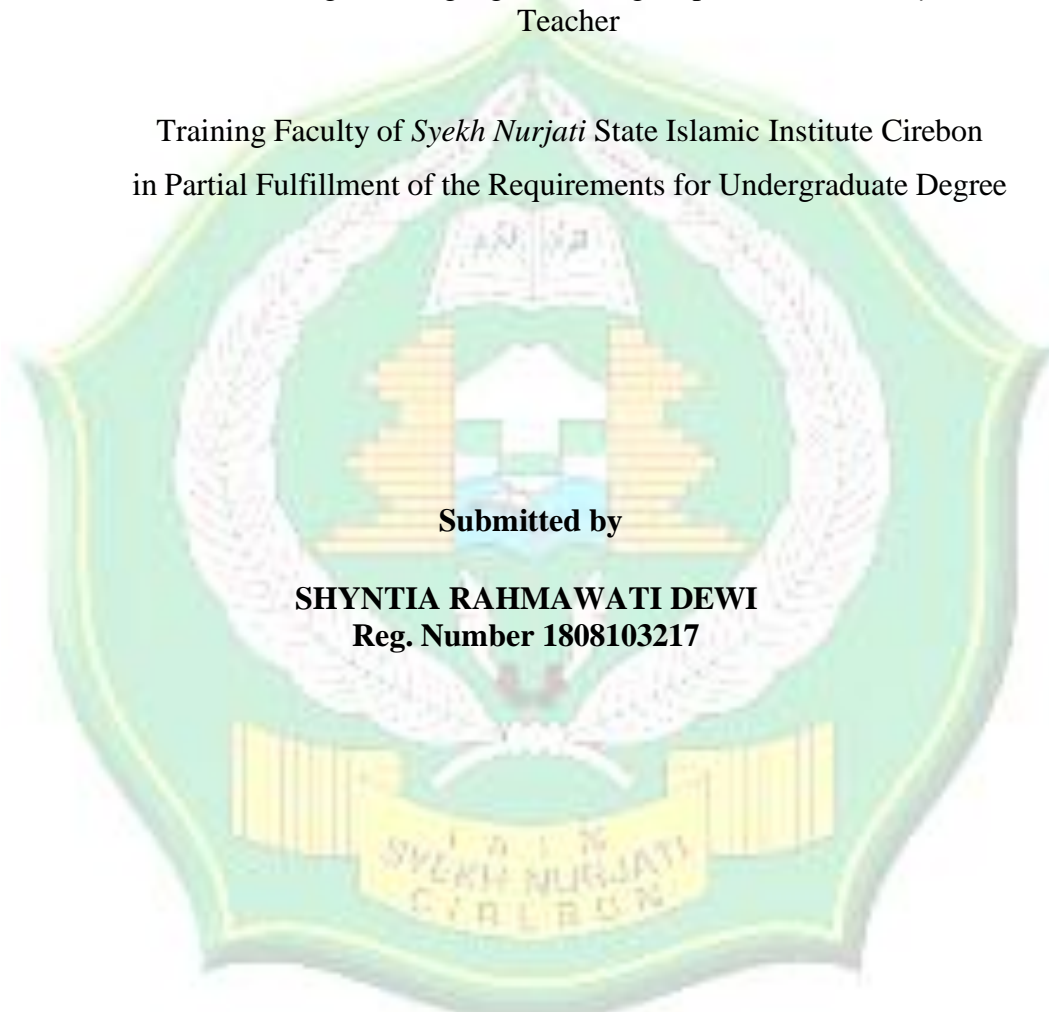 Teacher
Training Faculty of Syekh Nurjati State Islamic Institute Cirebon
in Partial Fulfillment of the Requirements for Undergraduate Degree
Submitted by
SHYNTIA RAHMAWATI DEWI
Reg. Number 1808103217
I A I N
SYEKH NURJATI
CIREBON